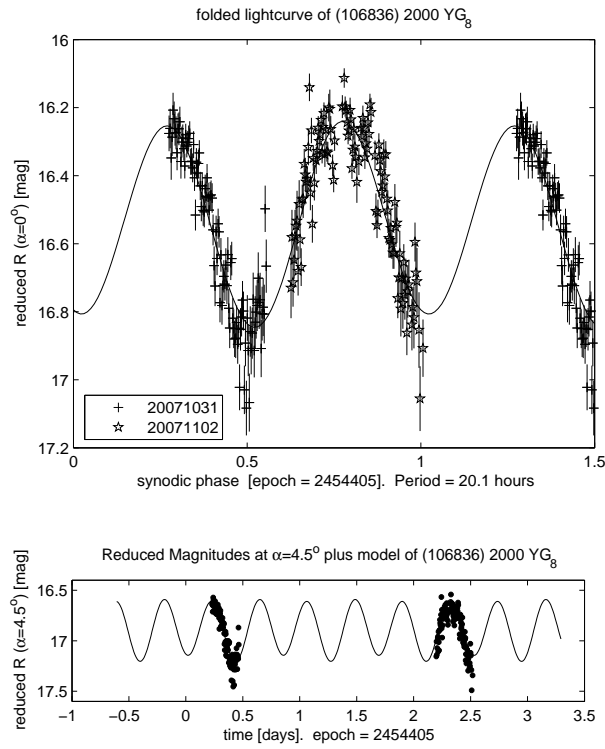 folded lightcurve of (106836) 2000 YG8
16
16.2
16.4
16.6
16.8
17
17.2
reduced R (α=0°) [mag]
20071031
20071102
0 0.5 1 1.5
synodic phase [epoch = 2454405]. Period = 20.1 hours
Reduced Magnitudes at α=4.5° plus model of (106836) 2000 YG8
16.5
17
17.5
reduced R (α=4.5°) [mag]
−1 −0.5 0 0.5 1 1.5 2 2.5 3 3.5
time [days]. epoch = 2454405